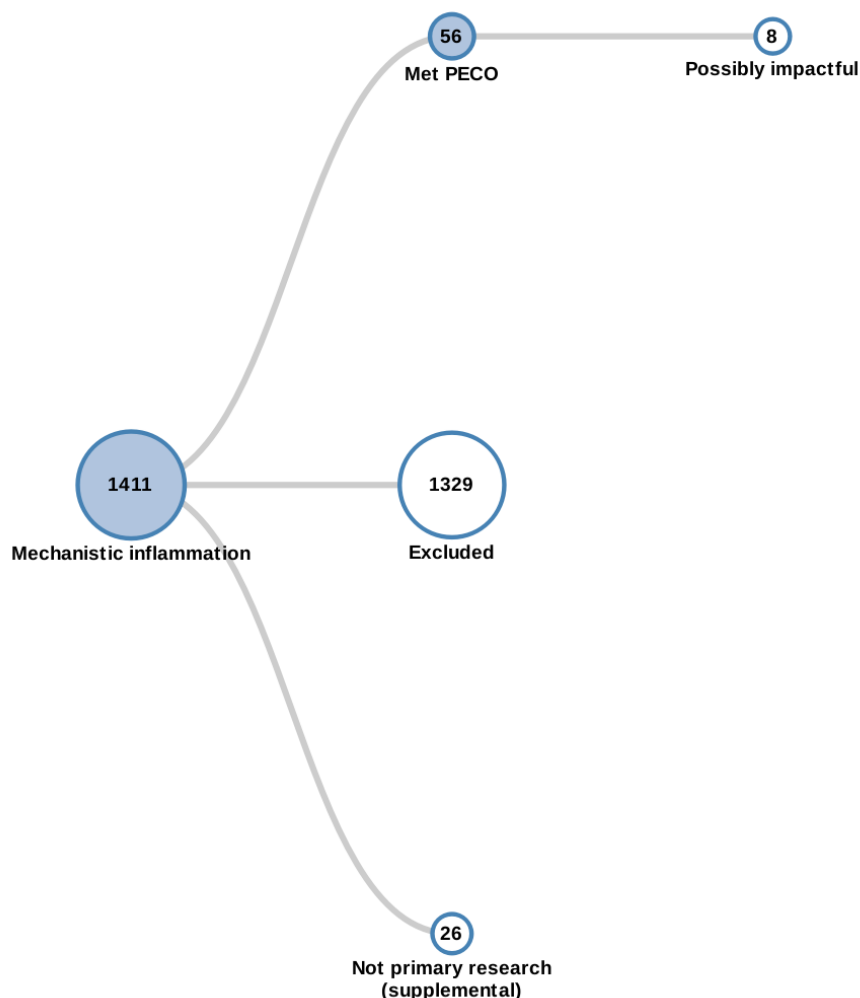 56
Met PECO
8
Possibly impactful
1411
Mechanistic inflammation
1329
Excluded
26
Not primary research
(supplemental)